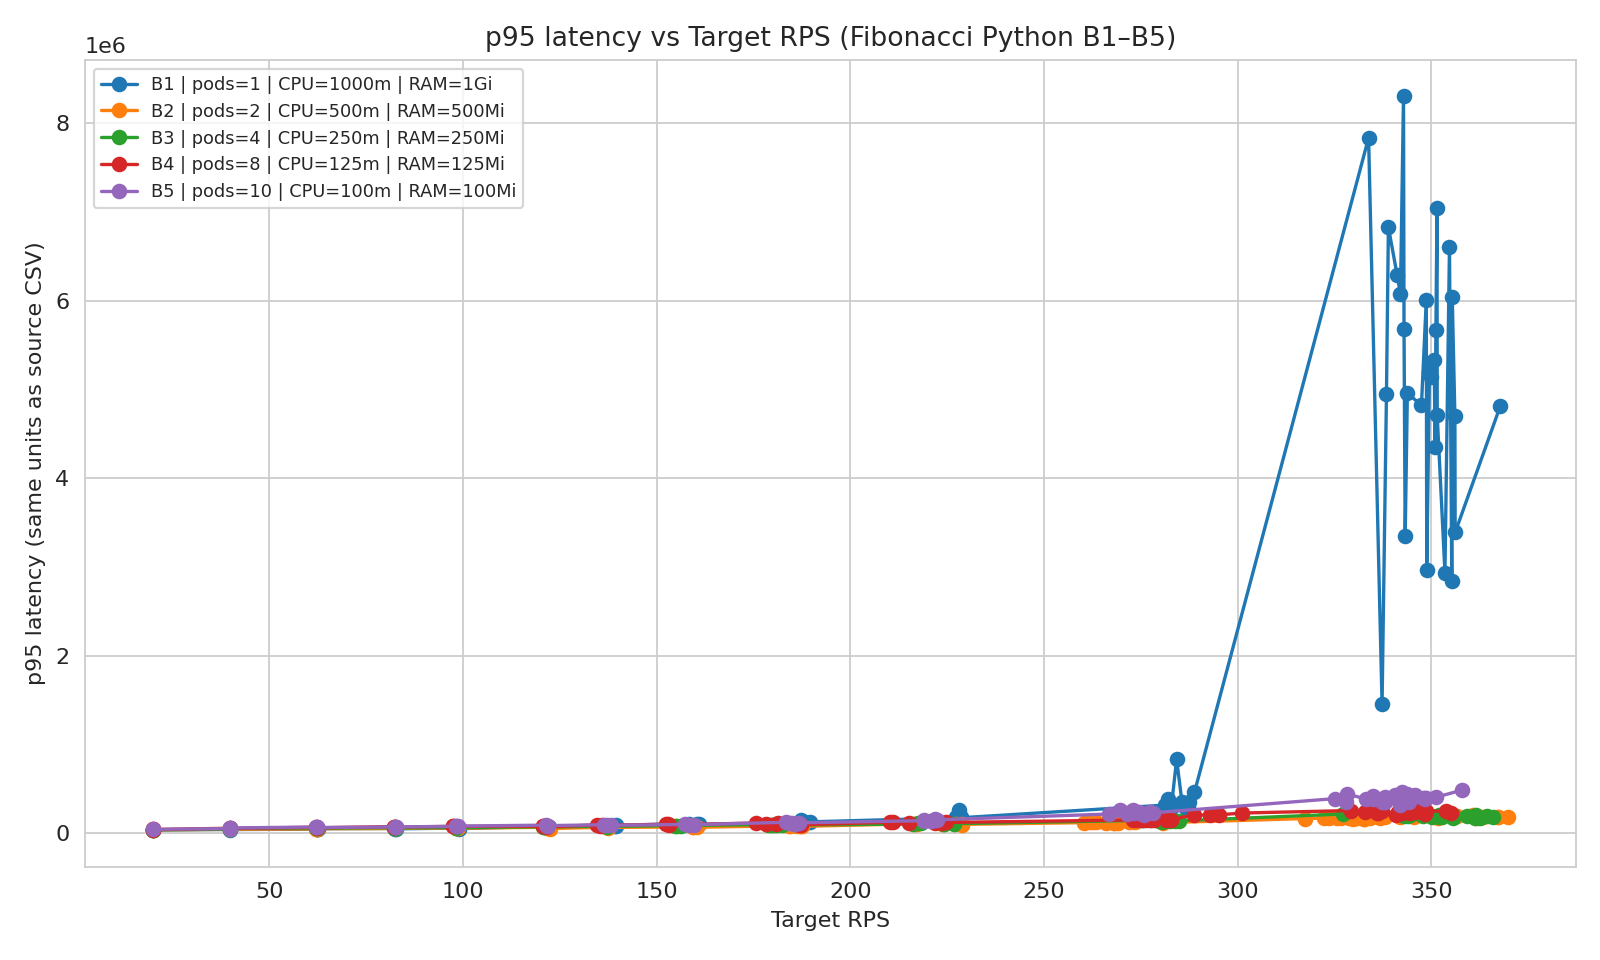 p95 latency vs Target RPS (Fibonacci Python B1–B5)
1e6
B1 | pods=1 | CPU=1000m | RAM=1Gi
B2 | pods=2 | CPU=500m | RAM=500Mi
B3 | pods=4 | CPU=250m | RAM=250Mi
B4 | pods=8 | CPU=125m | RAM=125Mi
B5 | pods=10 | CPU=100m | RAM=100Mi
p95 latency (same units as source CSV)
8
6
4
2
0
50 100 150 200 250 300 350
Target RPS